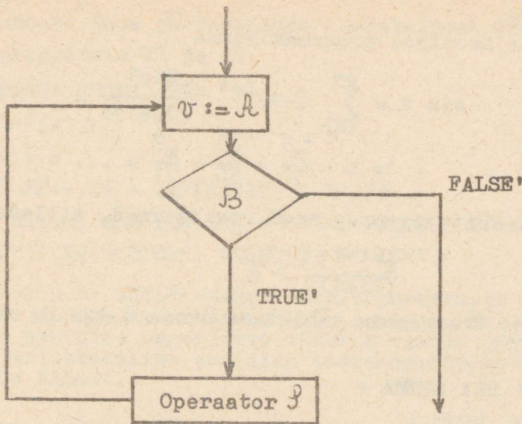 v := A
B
FALSE'
TRUE'
Operaator S